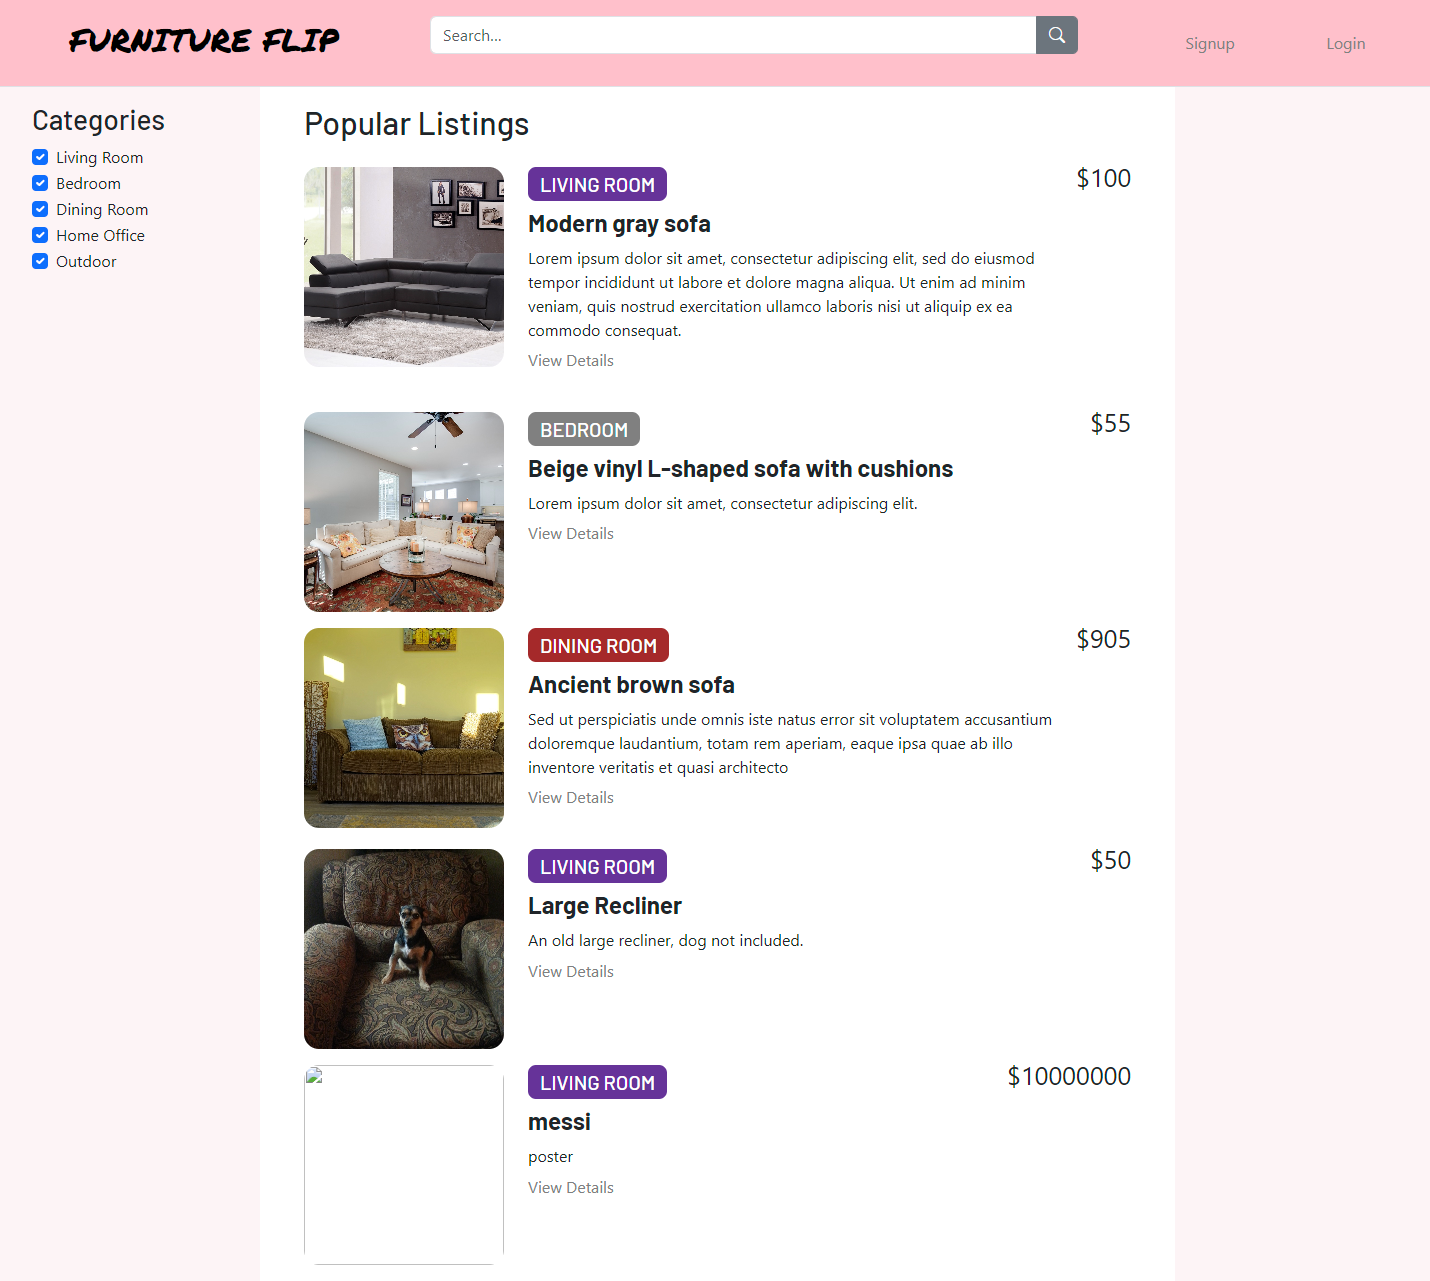 FURNITURE FLIP
Search...
Signup
Login
Categories
Living Room
Bedroom
Dining Room
Home Office
Outdoor
Popular Listings
LIVING ROOM
$100
Modern gray sofa
Lorem ipsum dolor sit amet, consectetur adipiscing elit, sed do eiusmod
tempor incididunt ut labore et dolore magna aliqua. Ut enim ad minim
veniam, quis nostrud exercitation ullamco laboris nisi ut aliquip ex ea
commodo consequat.
View Details
BEDROOM
$55
Beige vinyl L-shaped sofa with cushions
Lorem ipsum dolor sit amet, consectetur adipiscing elit.
View Details
DINING ROOM
$905
Ancient brown sofa
Sed ut perspiciatis unde omnis iste natus error sit voluptatem accusantium
doloremque laudantium, totam rem aperiam, eaque ipsa quae ab illo
inventore veritatis et quasi architecto
View Details
LIVING ROOM
$50
Large Recliner
An old large recliner, dog not included.
View Details
LIVING ROOM
$10000000
messi
poster
View Details